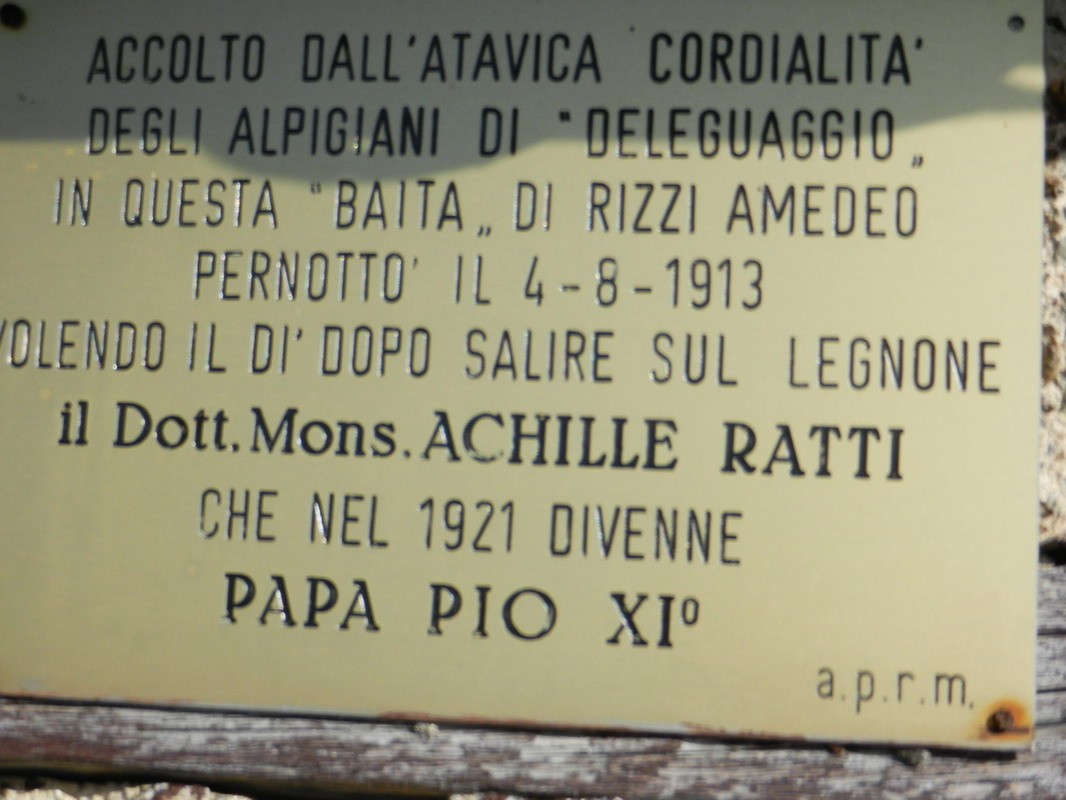 ACCOLTO DALL'ATAVICA CORDIALITA'
DEGLI ALPIGIANI DI "DELEGUAGGIO„
IN QUESTA "BAITA„ DI RIZZI AMEDEO
PERNOTTO' IL 4-8-1913
VOLENDO IL DI' DOPO SALIRE SUL LEGNONE
il Dott. Mons. ACHILLE RATTI
CHE NEL 1921 DIVENNE
PAPA PIO XIº
a.p.r.m.